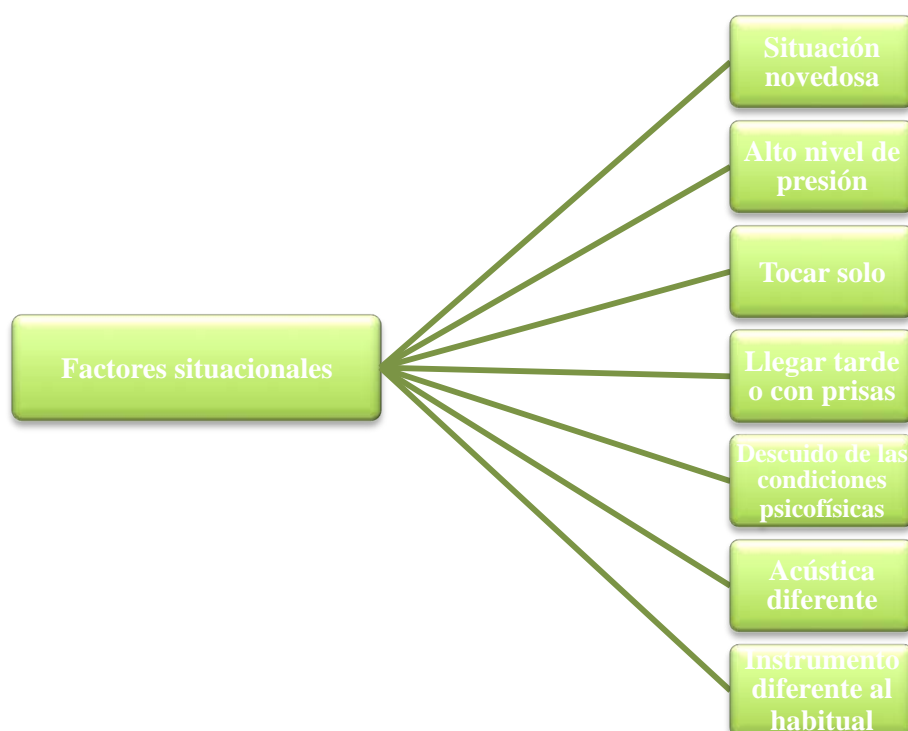 Situación
novedosa
Alto nivel de
presión
Tocar solo
Factores situacionales
Llegar tarde
o con prisas
Descuido de las
condiciones
psicofísicas
Acústica
diferente
Instrumento
diferente al
habitual